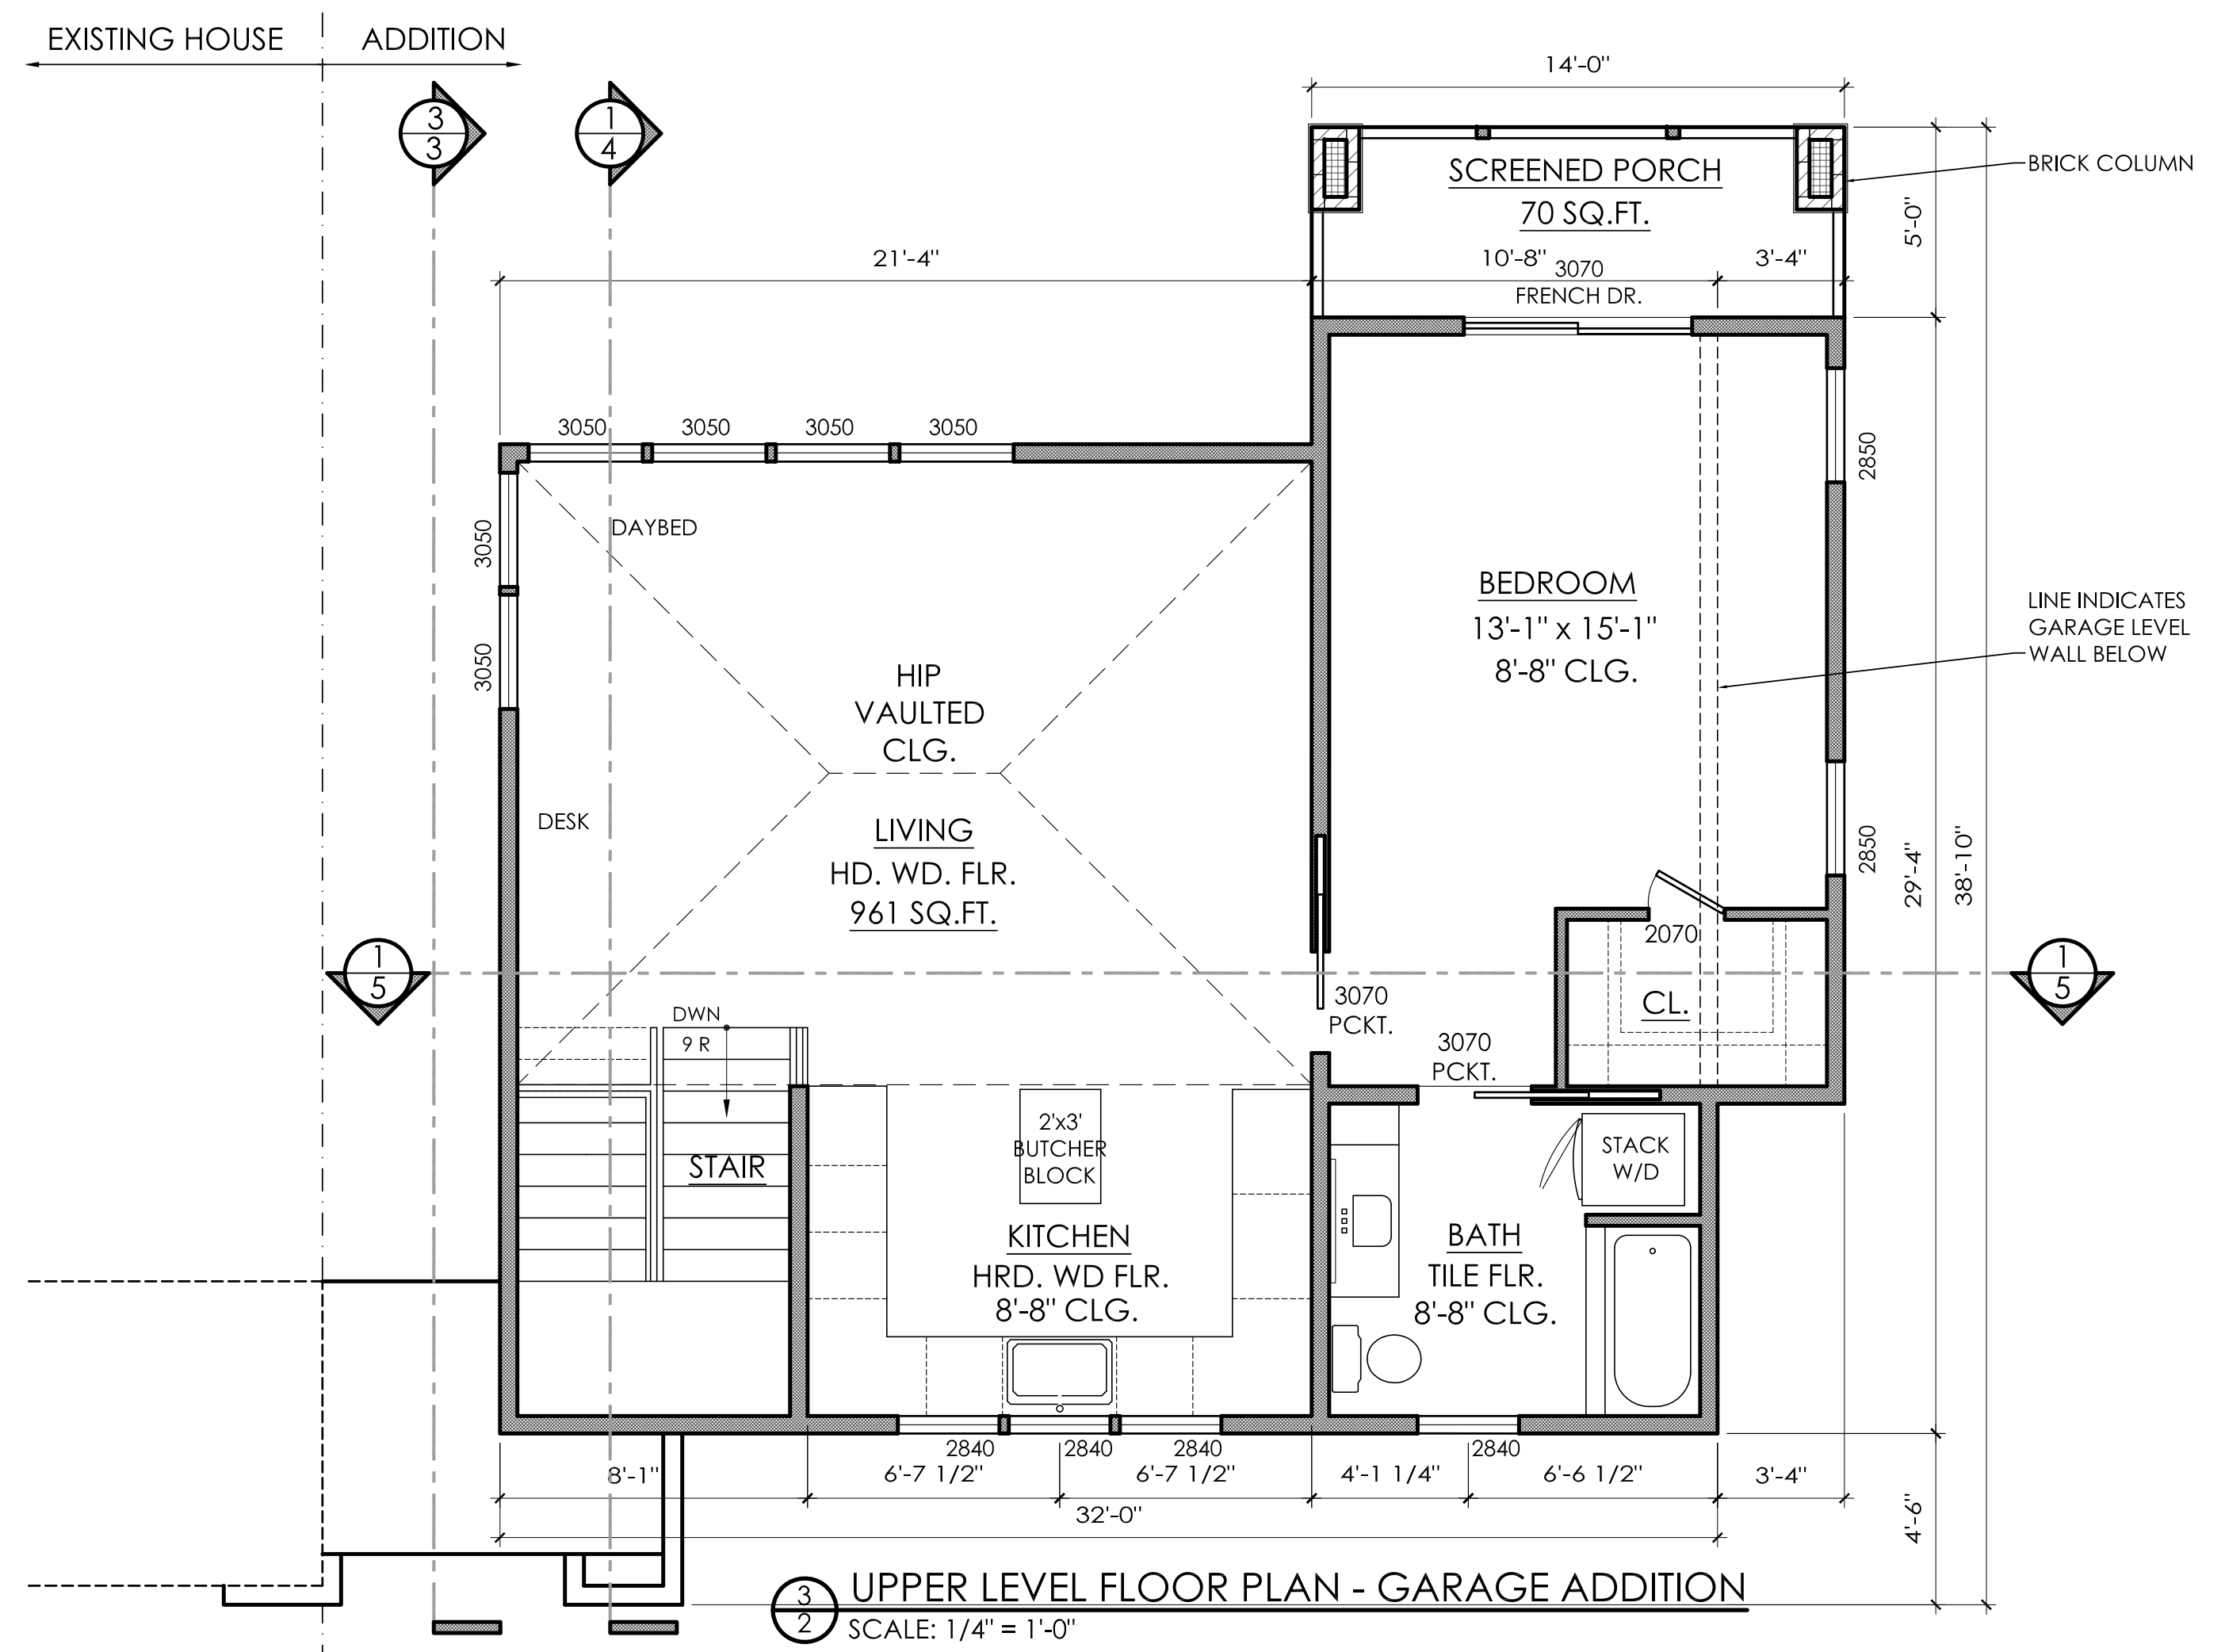 EXISTING HOUSE
ADDITION
3
3
1
4
14'-0"
SCREENED PORCH
70 SQ.FT.
BRICK COLUMN
5'-0"
21'-4"
10'-8"
3'-4"
3070
FRENCH DR.
3050
3050
3050
3050
2850
3050
DAYBED
BEDROOM
13'-1" x 15'-1"
8'-8" CLG.
LINE INDICATES
GARAGE LEVEL
WALL BELOW
3050
HIP
VAULTED
CLG.
DESK
LIVING
HD. WD. FLR.
961 SQ.FT.
2850
29'-4"
38'-10"
2070
1
5
1
5
CL.
3070
PCKT.
DWN
9 R
3070
PCKT.
2'x3'
BUTCHER
BLOCK
STAIR
STACK
W/D
KITCHEN
HRD. WD FLR.
8'-8" CLG.
BATH
TILE FLR.
8'-8" CLG.
2840
2840
2840
2840
8'-1"
6'-7 1/2"
6'-7 1/2"
4'-1 1/4"
6'-6 1/2"
3'-4"
32'-0"
4'-6"
3
2
UPPER LEVEL FLOOR PLAN - GARAGE ADDITION
SCALE: 1/4" = 1'-0"